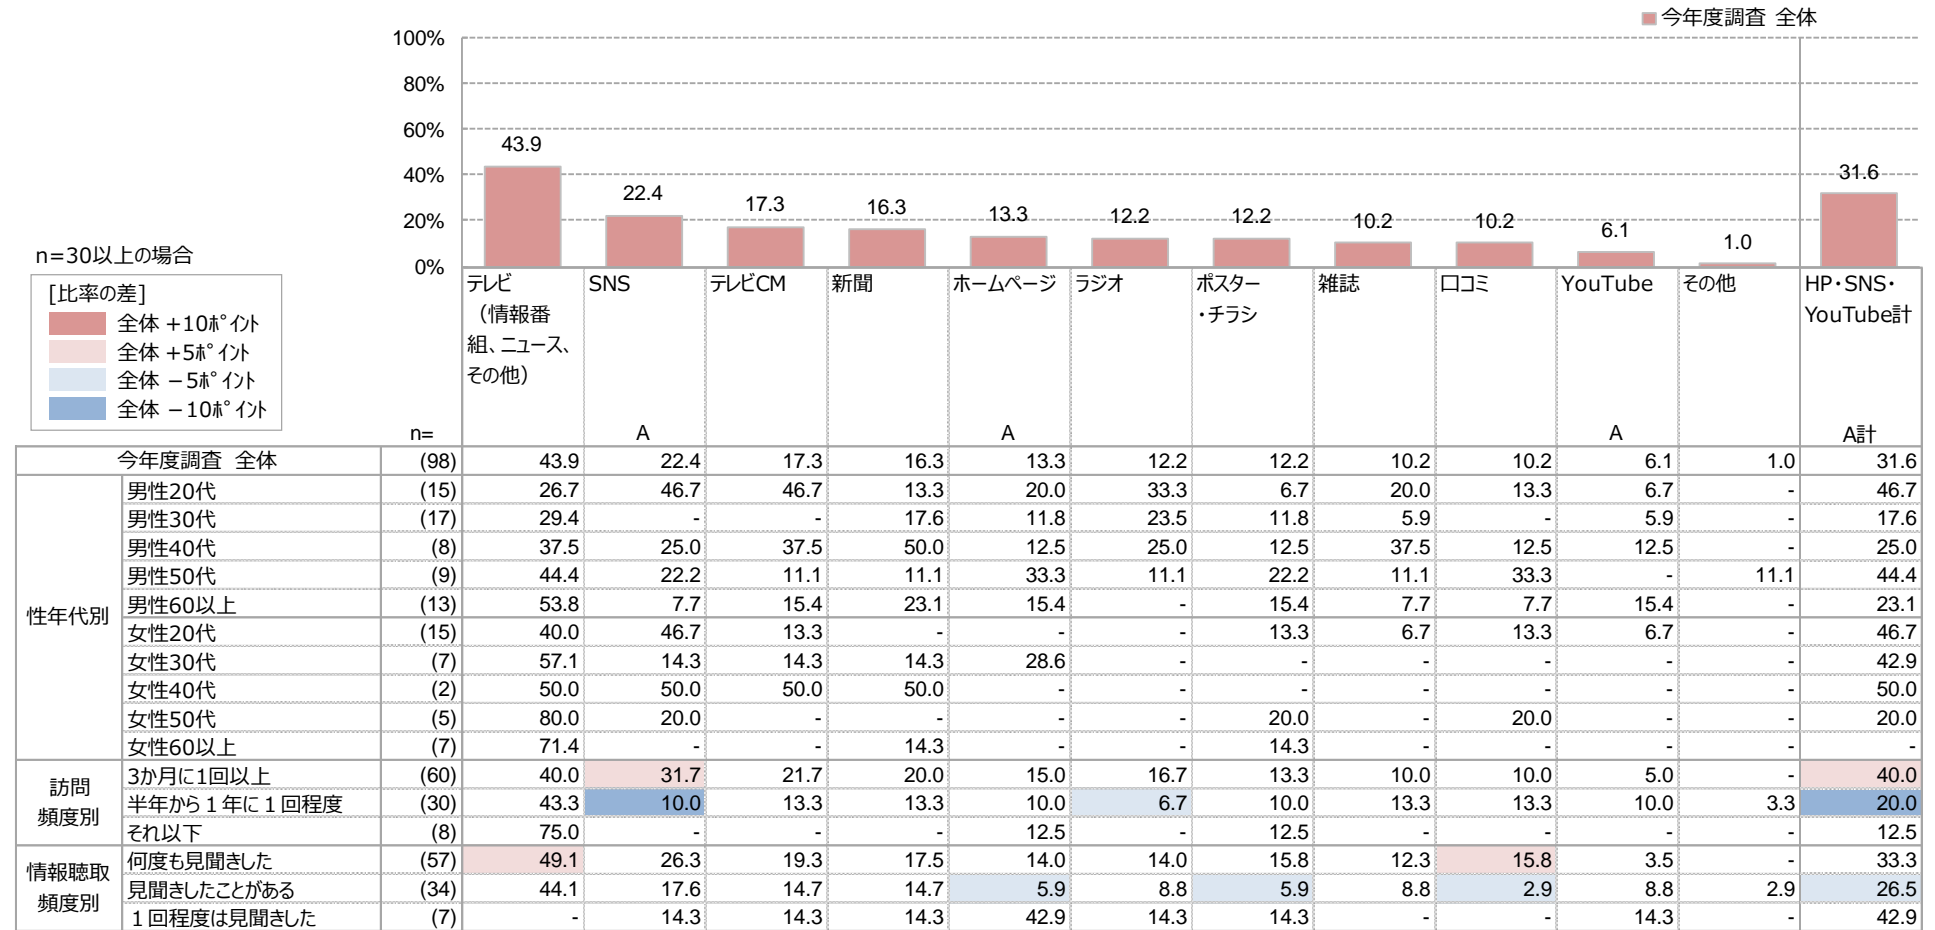 今年度調査 全体
100%
80%
60%
40%
20%
0%
43.9 22.4 17.3 16.3 13.3 12.2 12.2 10.2 10.2 6.1 1.0 31.6
n=30以上の場合
[比率の差]
全体 +10ﾎﾟｲﾝﾄ
全体 +5ﾎﾟｲﾝﾄ
全体 －5ﾎﾟｲﾝﾄ
全体 －10ﾎﾟｲﾝﾄ
テレビ SNS テレビCM 新聞 ホームページ ラジオ ポスター 雑誌 口コミ YouTube その他 HP・SNS・
（情報番 ・チラシ YouTube計
組、ニュース、
その他）
n= A A A A計
今年度調査 全体 (98) 43.9 22.4 17.3 16.3 13.3 12.2 12.2 10.2 10.2 6.1 1.0 31.6
性年代別
男性20代 (15) 26.7 46.7 46.7 13.3 20.0 33.3 6.7 20.0 13.3 6.7 - 46.7
男性30代 (17) 29.4 - - 17.6 11.8 23.5 11.8 5.9 - 5.9 - 17.6
男性40代 (8) 37.5 25.0 37.5 50.0 12.5 25.0 12.5 37.5 12.5 12.5 - 25.0
男性50代 (9) 44.4 22.2 11.1 11.1 33.3 11.1 22.2 11.1 33.3 - 11.1 44.4
男性60以上 (13) 53.8 7.7 15.4 23.1 15.4 - 15.4 7.7 7.7 15.4 - 23.1
女性20代 (15) 40.0 46.7 13.3 - - - 13.3 6.7 13.3 6.7 - 46.7
女性30代 (7) 57.1 14.3 14.3 14.3 28.6 - - - - - - 42.9
女性40代 (2) 50.0 50.0 50.0 50.0 - - - - - - - 50.0
女性50代 (5) 80.0 20.0 - - - - 20.0 - 20.0 - - 20.0
女性60以上 (7) 71.4 - - 14.3 - - 14.3 - - - - -
訪問
頻度別
3か月に1回以上 (60) 40.0 31.7 21.7 20.0 15.0 16.7 13.3 10.0 10.0 5.0 - 40.0
半年から１年に１回程度 (30) 43.3 10.0 13.3 13.3 10.0 6.7 10.0 13.3 13.3 10.0 3.3 20.0
それ以下 (8) 75.0 - - - 12.5 - 12.5 - - - - 12.5
情報聴取
頻度別
何度も見聞きした (57) 49.1 26.3 19.3 17.5 14.0 14.0 15.8 12.3 15.8 3.5 - 33.3
見聞きしたことがある (34) 44.1 17.6 14.7 14.7 5.9 8.8 5.9 8.8 2.9 8.8 2.9 26.5
１回程度は見聞きした (7) - 14.3 14.3 14.3 42.9 14.3 14.3 - - 14.3 - 42.9